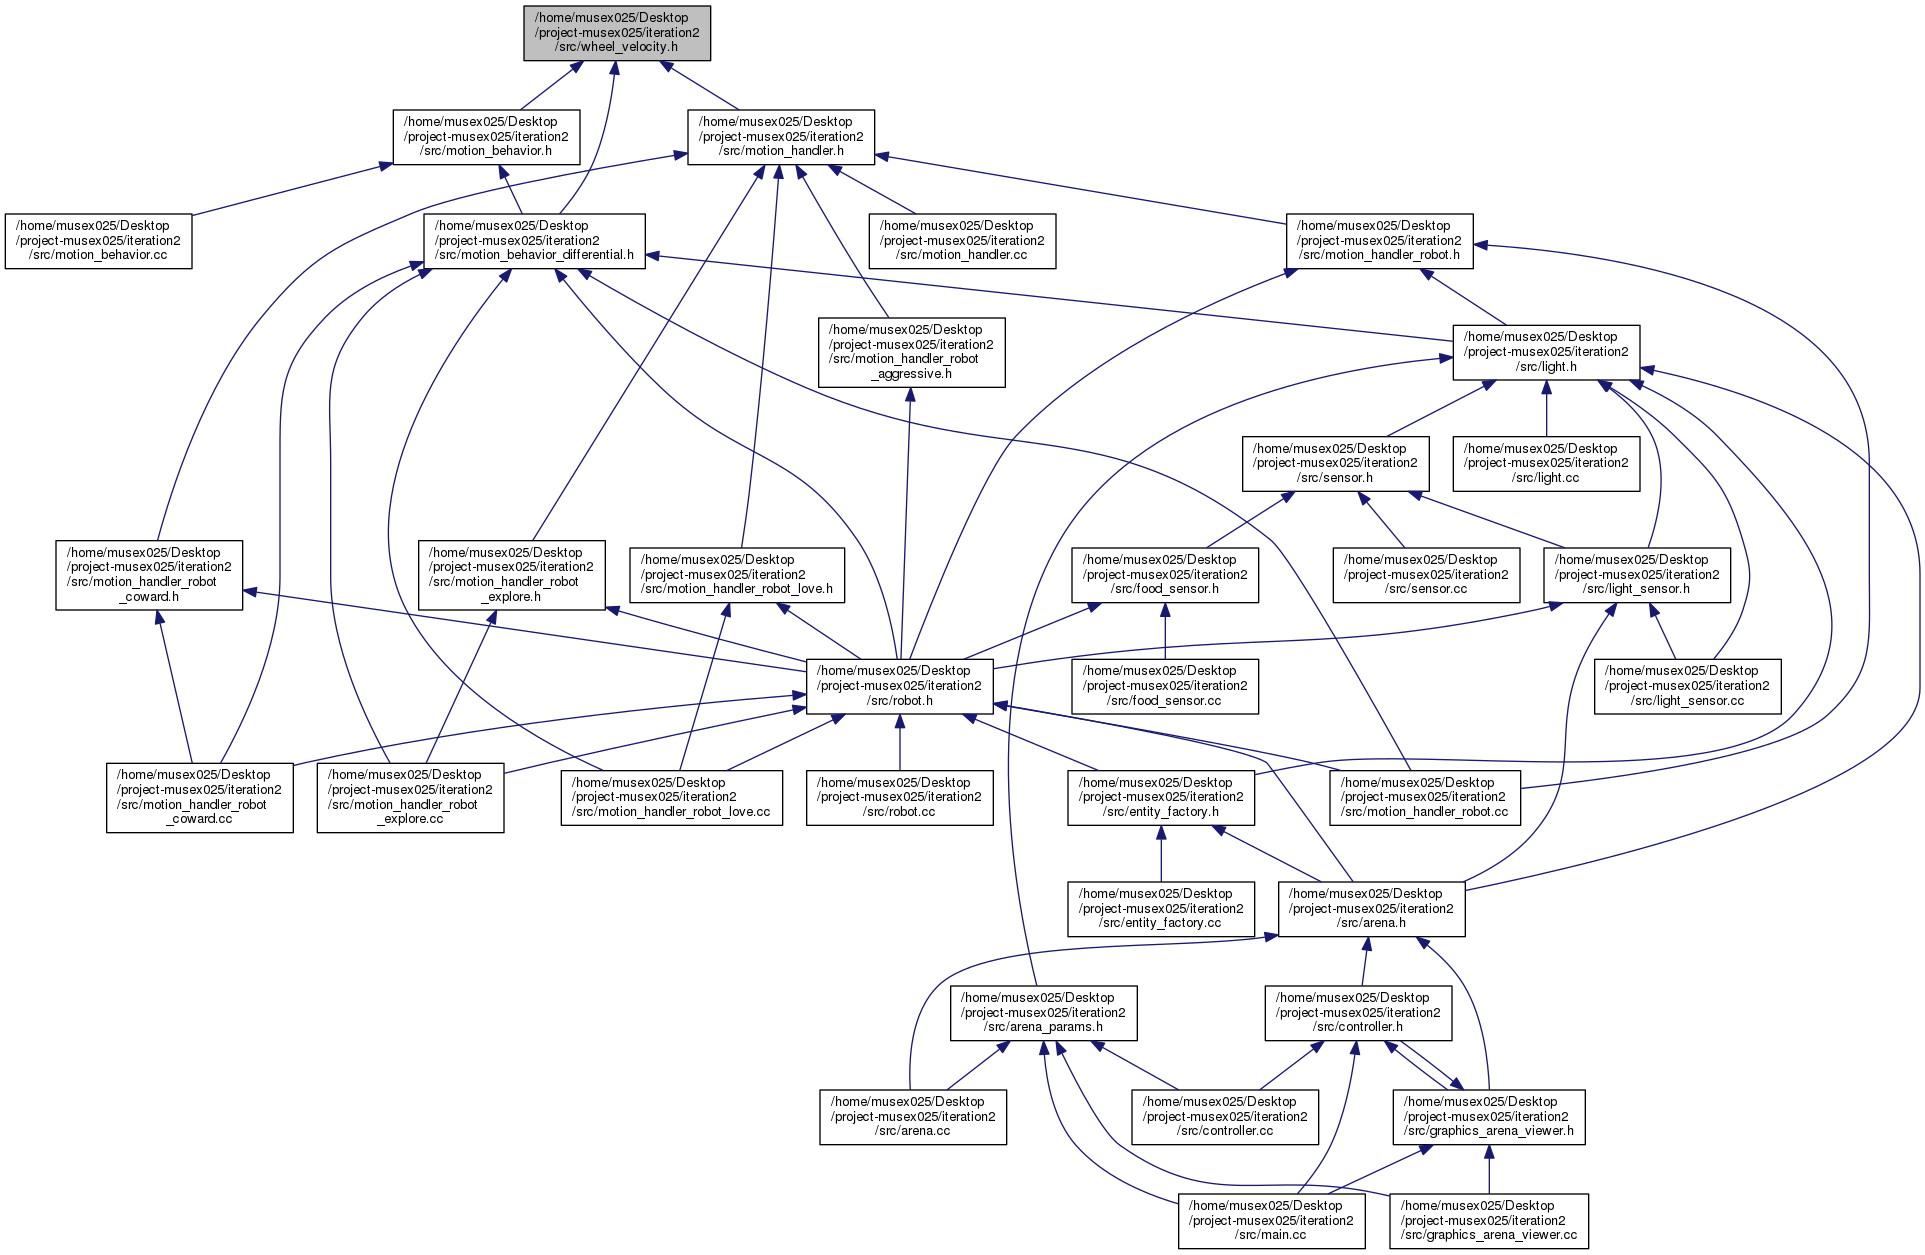 /home/musex025/Desktop
/project-musex025/iteration2
/src/wheel_velocity.h
/home/musex025/Desktop
/project-musex025/iteration2
/src/motion_behavior.h
/home/musex025/Desktop
/project-musex025/iteration2
/src/motion_handler.h
/home/musex025/Desktop
/project-musex025/iteration2
/src/motion_behavior.cc
/home/musex025/Desktop
/project-musex025/iteration2
/src/motion_behavior_differential.h
/home/musex025/Desktop
/project-musex025/iteration2
/src/motion_handler.cc
/home/musex025/Desktop
/project-musex025/iteration2
/src/motion_handler_robot.h
/home/musex025/Desktop
/project-musex025/iteration2
/src/motion_handler_robot
_aggressive.h
/home/musex025/Desktop
/project-musex025/iteration2
/src/light.h
/home/musex025/Desktop
/project-musex025/iteration2
/src/sensor.h
/home/musex025/Desktop
/project-musex025/iteration2
/src/light.cc
/home/musex025/Desktop
/project-musex025/iteration2
/src/motion_handler_robot
_coward.h
/home/musex025/Desktop
/project-musex025/iteration2
/src/motion_handler_robot
_explore.h
/home/musex025/Desktop
/project-musex025/iteration2
/src/motion_handler_robot_love.h
/home/musex025/Desktop
/project-musex025/iteration2
/src/food_sensor.h
/home/musex025/Desktop
/project-musex025/iteration2
/src/sensor.cc
/home/musex025/Desktop
/project-musex025/iteration2
/src/light_sensor.h
/home/musex025/Desktop
/project-musex025/iteration2
/src/robot.h
/home/musex025/Desktop
/project-musex025/iteration2
/src/food_sensor.cc
/home/musex025/Desktop
/project-musex025/iteration2
/src/light_sensor.cc
/home/musex025/Desktop
/project-musex025/iteration2
/src/motion_handler_robot
_coward.cc
/home/musex025/Desktop
/project-musex025/iteration2
/src/motion_handler_robot
_explore.cc
/home/musex025/Desktop
/project-musex025/iteration2
/src/motion_handler_robot_love.cc
/home/musex025/Desktop
/project-musex025/iteration2
/src/robot.cc
/home/musex025/Desktop
/project-musex025/iteration2
/src/entity_factory.h
/home/musex025/Desktop
/project-musex025/iteration2
/src/motion_handler_robot.cc
/home/musex025/Desktop
/project-musex025/iteration2
/src/entity_factory.cc
/home/musex025/Desktop
/project-musex025/iteration2
/src/arena.h
/home/musex025/Desktop
/project-musex025/iteration2
/src/arena_params.h
/home/musex025/Desktop
/project-musex025/iteration2
/src/controller.h
/home/musex025/Desktop
/project-musex025/iteration2
/src/arena.cc
/home/musex025/Desktop
/project-musex025/iteration2
/src/controller.cc
/home/musex025/Desktop
/project-musex025/iteration2
/src/graphics_arena_viewer.h
/home/musex025/Desktop
/project-musex025/iteration2
/src/main.cc
/home/musex025/Desktop
/project-musex025/iteration2
/src/graphics_arena_viewer.cc